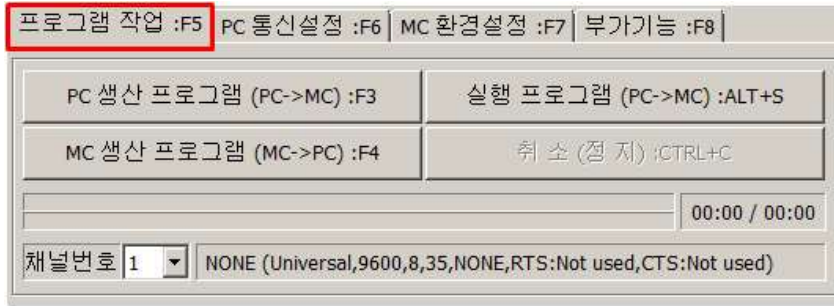 프로그램 작업 :F5 PC 통신설정 :F6 MC 환경설정 :F7 부가기능 :F8
PC 생산 프로그램 (PC->MC) :F3 실행 프로그램 (PC->MC) :ALT+S
MC 생산 프로그램 (MC->PC) :F4 취 소 (정 지) :CTRL+C
00:00 / 00:00
채널번호 1 NONE (Universal,9600,8,35,NONE,RTS:Not used,CTS:Not used)